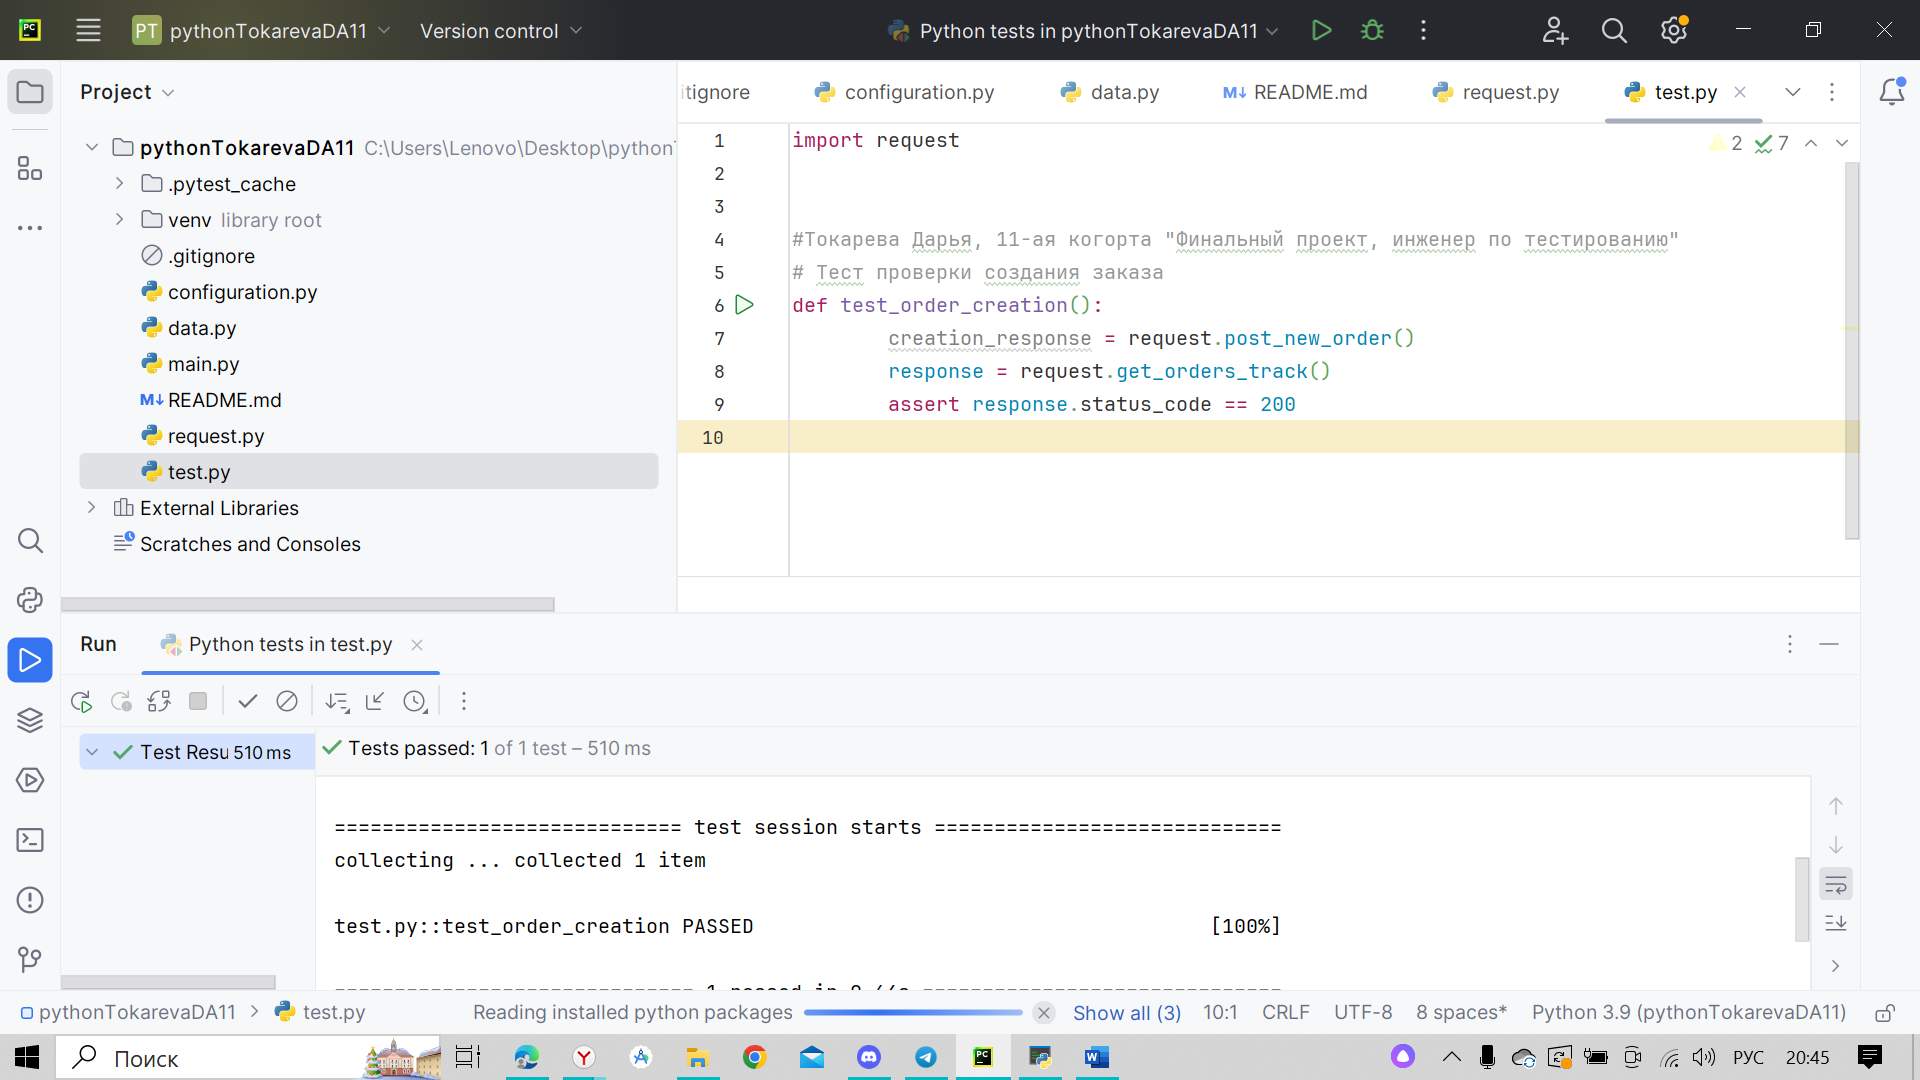 PT pythonTokarevaDA11 Version control Python tests in pythonTokarevaDA11
Project
pythonTokarevaDA11 C:\Users\Lenovo\Desktop\python
.pytest_cache
venv library root
.gitignore
configuration.py
data.py
main.py
README.md
request.py
test.py
External Libraries
Scratches and Consoles
itignore configuration.py data.py README.md request.py test.py
2 7
1 import request
2
3
4 #Токарева Дарья, 11-ая когорта "Финальный проект, инженер по тестированию"
5 # Тест проверки создания заказа
6 def test_order_creation():
7 creation_response = request.post_new_order()
8 response = request.get_orders_track()
9 assert response.status_code == 200
10
Run Python tests in test.py
Test Resu 510 ms
Tests passed: 1 of 1 test – 510 ms
============================= test session starts =============================
collecting ... collected 1 item
test.py::test_order_creation PASSED [100%]
pythonTokarevaDA11 > test.py Reading installed python packages Show all (3) 10:1 CRLF UTF-8 8 spaces* Python 3.9 (pythonTokarevaDA11)
Поиск РУС 20:45